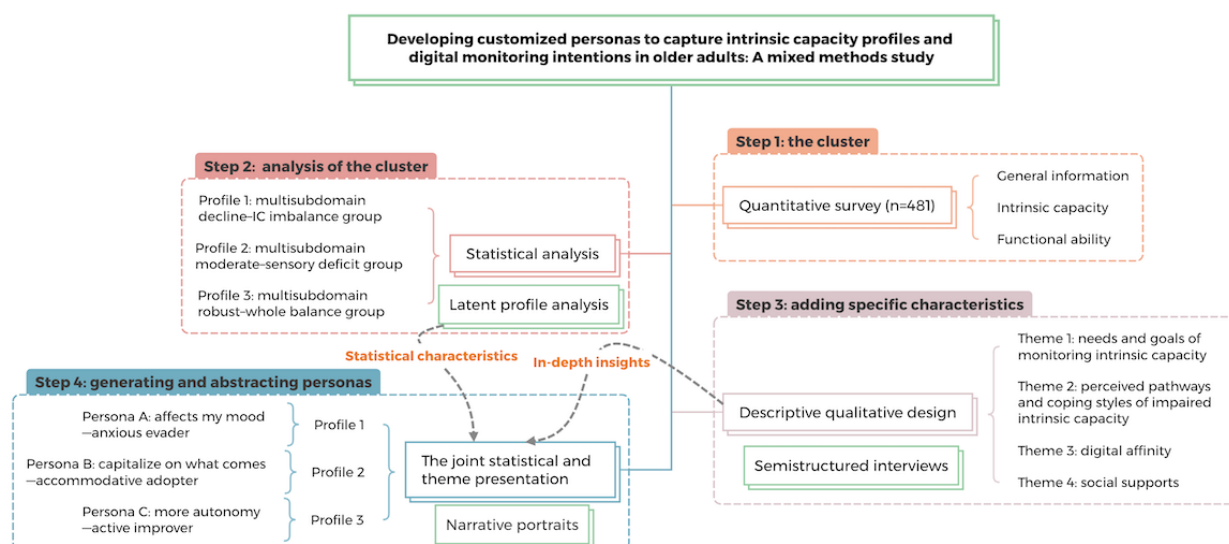 Developing customized personas to capture intrinsic capacity profiles and
digital monitoring intentions in older adults: A mixed methods study
Step 1: the cluster
Quantitative survey (n=481)
General information
Intrinsic capacity
Functional ability
Step 2: analysis of the cluster
Profile 1: multisubdomain
decline–IC imbalance group
Profile 2: multisubdomain
moderate–sensory deficit group
Profile 3: multisubdomain
robust–whole balance group
Statistical analysis
Latent profile analysis
Statistical characteristics
In-depth insights
Step 3: adding specific characteristics
Descriptive qualitative design
Semistructured interviews
Theme 1: needs and goals of
monitoring intrinsic capacity
Theme 2: perceived pathways
and coping styles of impaired
intrinsic capacity
Theme 3: digital affinity
Theme 4: social supports
Step 4: generating and abstracting personas
Persona A: affects my mood
—anxious evader
Profile 1
Persona B: capitalize on what comes
—accommodative adopter
Profile 2
Persona C: more autonomy
—active improver
Profile 3
The joint statistical and
theme presentation
Narrative portraits